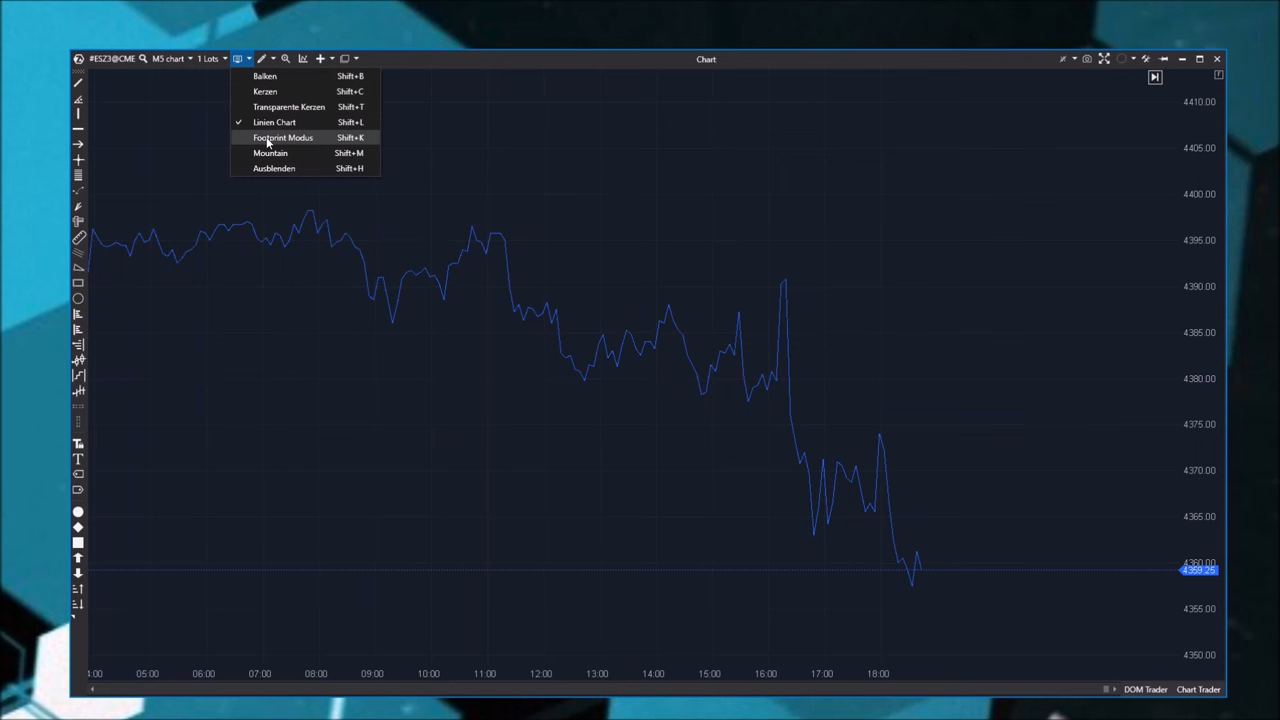 #ESZ3@CME M5 chart 1 Lots Chart
Balken Shift+B
Kerzen Shift+C
Transparente Kerzen Shift+T
Linien Chart Shift+L
Footprint Modus Shift+K
Mountain Shift+M
Ausblenden Shift+H
F
4410.00
4405.00
4400.00
4395.00
4390.00
4385.00
4380.00
4375.00
4370.00
4365.00
4360.00
4359.25
4355.00
4350.00
4:00 05:00 06:00 07:00 08:00 09:00 10:00 11:00 12:00 13:00 14:00 15:00 16:00 17:00 18:00
DOM Trader Chart Trader